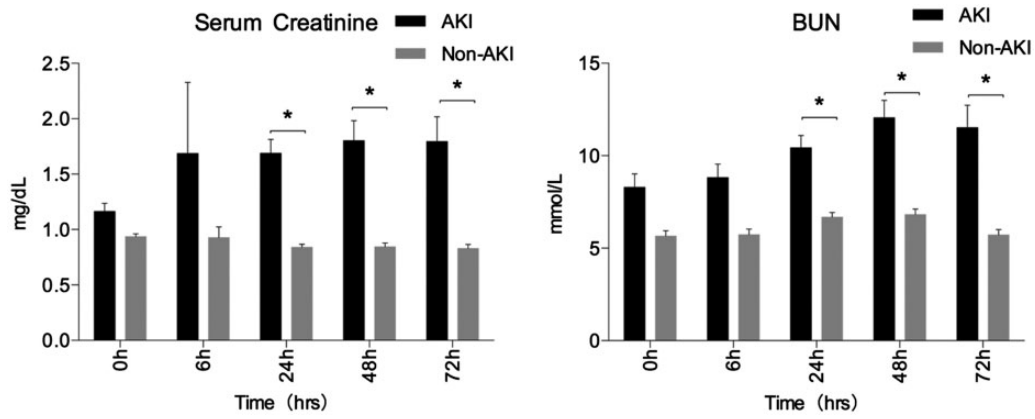 Serum Creatinine
AKI
Non-AKI
mg/dL
2.5
2.0
1.5
1.0
0.5
0.0
*
*
*
0h
6h
24h
48h
72h
Time (hrs)
BUN
AKI
Non-AKI
mmol/L
15
10
5
0
*
*
*
0h
6h
24h
48h
72h
Time (hrs)